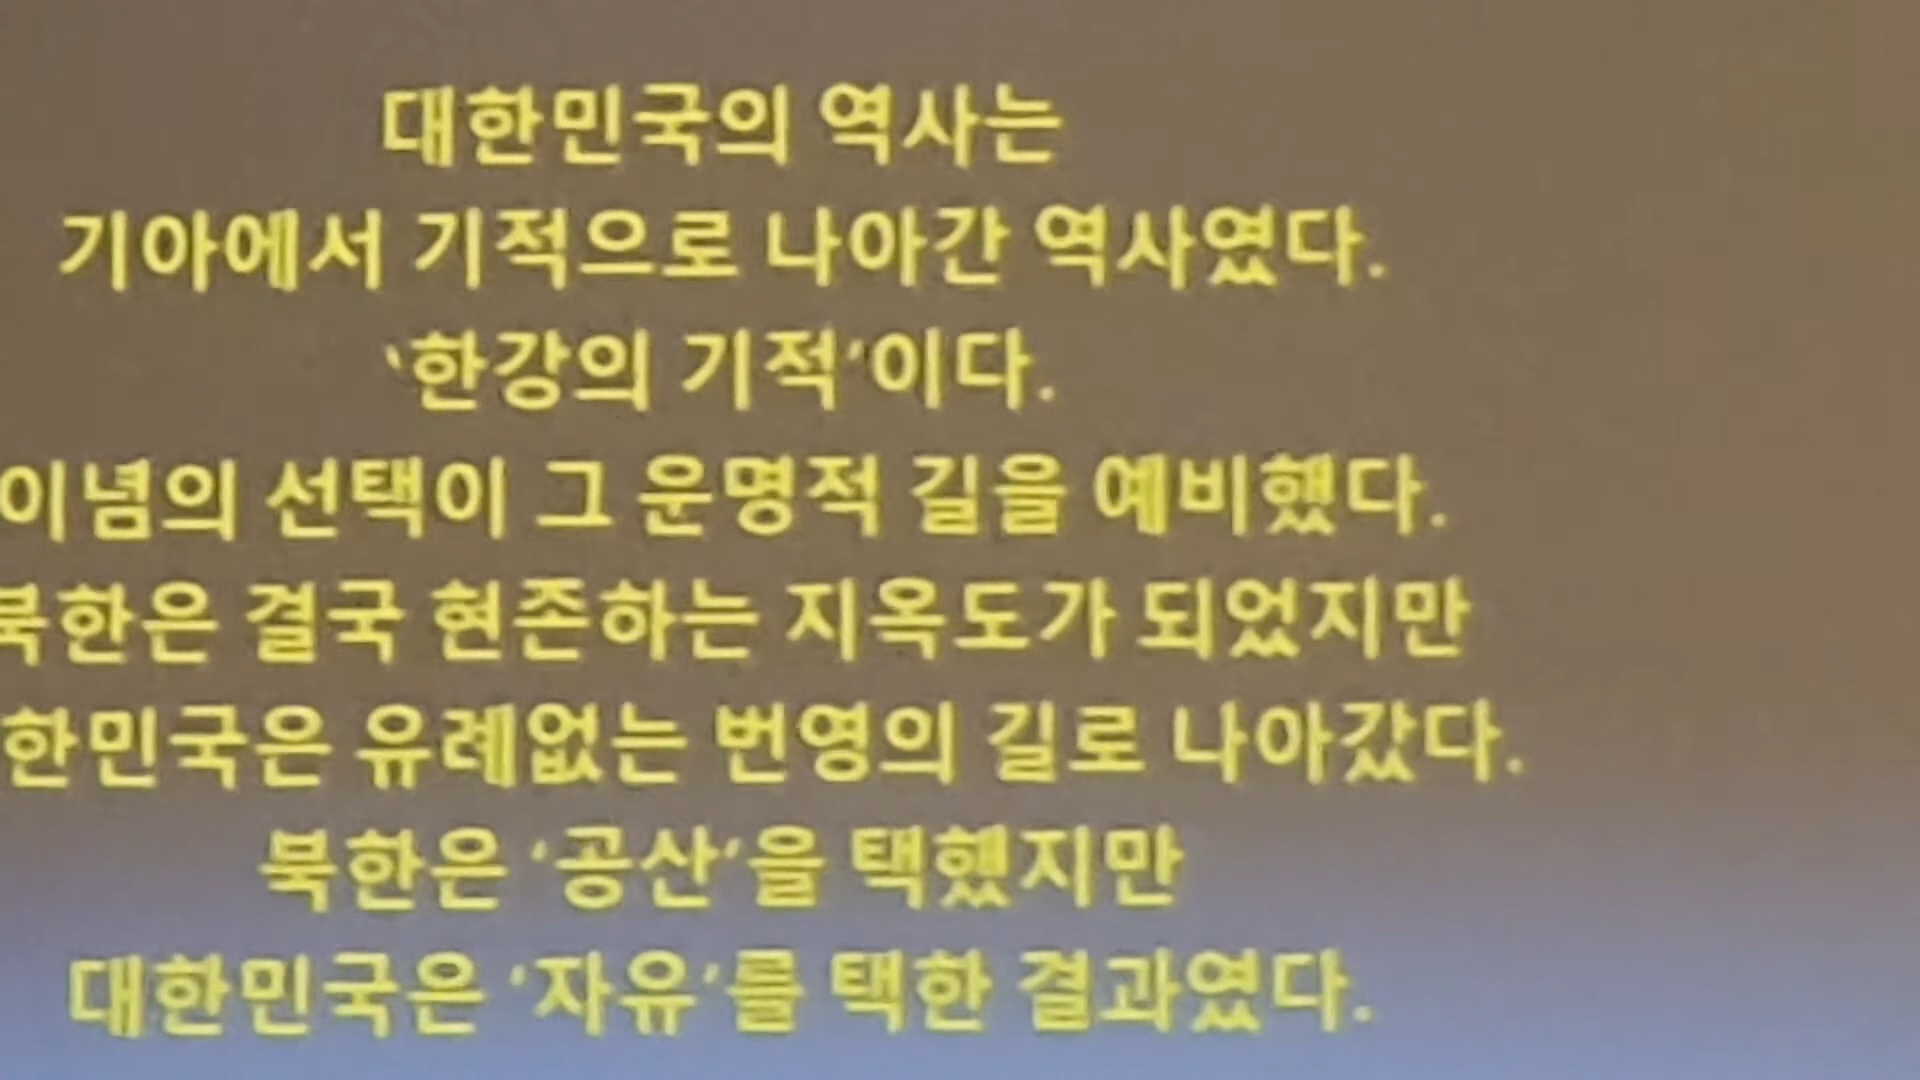 대한민국의 역사는
기아에서 기적으로 나아간 역사였다.
‘한강의 기적’이다.
이념의 선택이 그 운명적 길을 예비했다.
북한은 결국 현존하는 지옥도가 되었지만
한민국은 유례없는 번영의 길로 나아갔다.
북한은 ‘공산’을 택했지만
대한민국은 ‘자유’를 택한 결과였다.